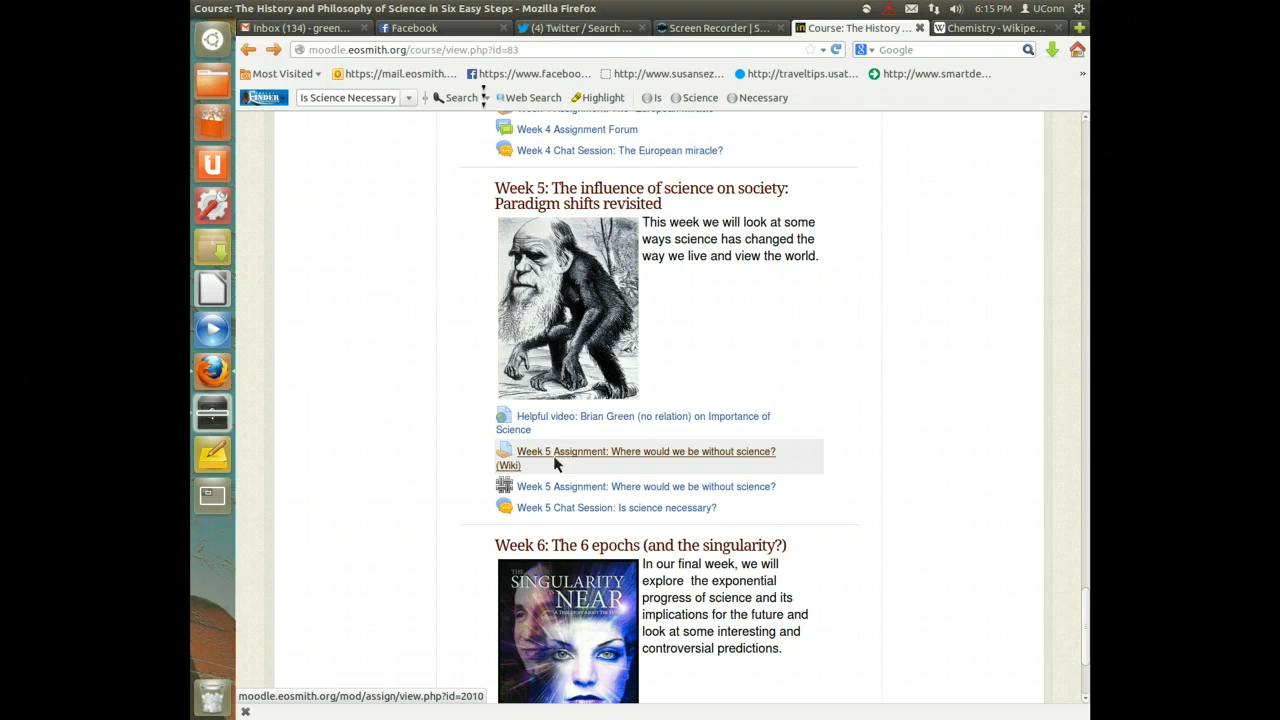 Course: The History and Philosophy of Science in Six Easy Steps - Mozilla Firefox
6:15 PM
UConn
Inbox (134) - green...
Facebook
(4) Twitter / Search ...
Screen Recorder | S...
Course: The History ...
Chemistry - Wikipe...
moodle.eosmith.org/course/view.php?id=83
Google
Most Visited
https://mail.eosmith....
https://www.faceboo...
http://www.susansez...
http://traveltips.usat...
http://www.smartde...
»
FINDER
Is Science Necessary
Search
Web Search
Highlight
Is
Science
Necessary
Week 4 Assignment Forum
Week 4 Chat Session: The European miracle?
Week 5: The influence of science on society:
Paradigm shifts revisited
This week we will look at some
ways science has changed the
way we live and view the world.
Helpful video: Brian Green (no relation) on Importance of
Science
Week 5 Assignment: Where would we be without science?
(Wiki)
Week 5 Assignment: Where would we be without science?
Week 5 Chat Session: Is science necessary?
Week 6: The 6 epochs (and the singularity?)
THE
SINGULARITY
IS
NEAR
In our final week, we will
explore the exponential
progress of science and its
implications for the future and
look at some interesting and
controversial predictions.
moodle.eosmith.org/mod/assign/view.php?id=2010